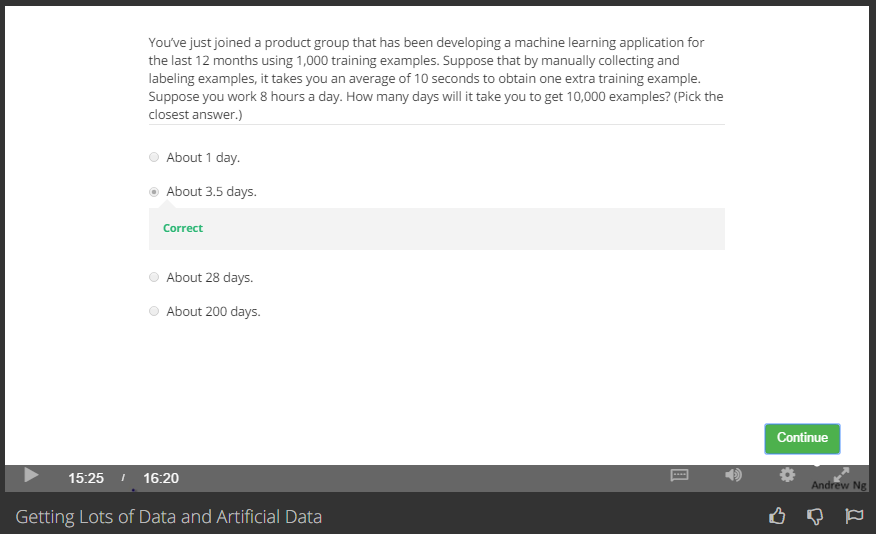 You've just joined a product group that has been developing a machine learning application for
the last 12 months using 1,000 training examples. Suppose that by manually collecting and
labeling examples, it takes you an average of 10 seconds to obtain one extra training example.
Suppose you work 8 hours a day. How many days will it take you to get 10,000 examples? (Pick the
closest answer.)
About 1 day.
About 3.5 days.
Correct
About 28 days.
About 200 days.
Continue
15:25 / 16:20
Andrew Ng
Getting Lots of Data and Artificial Data